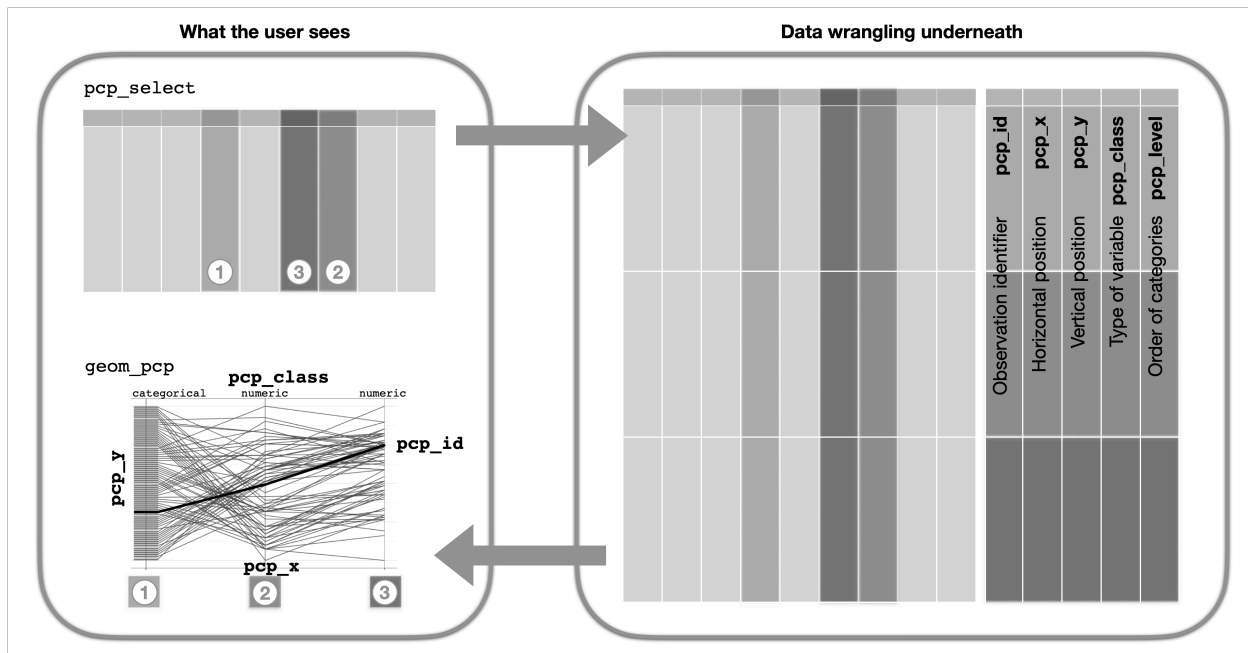 What the user sees
Data wrangling underneath
pcp_select
1
3
2
geom_pcp
pcp_class
categorical
numeric
numeric
pcp_y
pcp_id
pcp_x
1
2
3
pcp_id
Observation identifier
pcp_x
Horizontal position
pcp_y
Vertical position
pcp_class
Type of variable
pcp_level
Order of categories